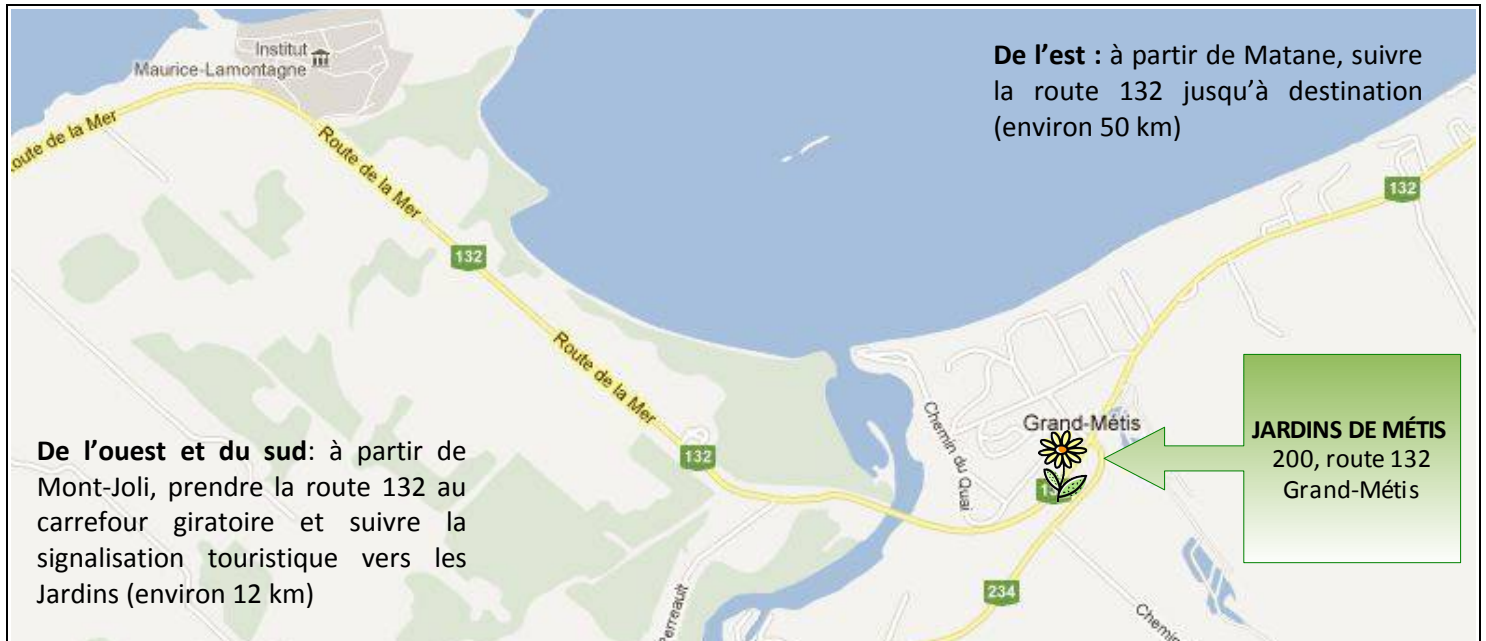 Institut
Maurice-Lamontagne
oute de la Mer
Route de la Mer
132
Route de la Mer
132
De l'est : à partir de Matane, suivre
la route 132 jusqu'à destination
(environ 50 km)
132
Chemin du Quai
Grand-Métis
JARDINS DE MÉTIS
200, route 132
Grand-Métis
De l'ouest et du sud: à partir de
Mont-Joli, prendre la route 132 au
carrefour giratoire et suivre la
signalisation touristique vers les
Jardins (environ 12 km)
234
erreault
Chemin